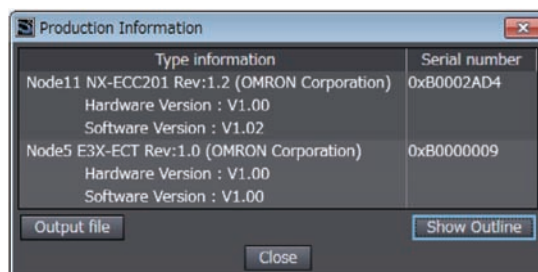 Production Information
Type information Serial number
Node11 NX-ECC201 Rev:1.2 (OMRON Corporation) 0xB0002AD4
Hardware Version : V1.00
Software Version : V1.02
Node5 E3X-ECT Rev:1.0 (OMRON Corporation) 0xB0000009
Hardware Version : V1.00
Software Version : V1.00
Output file Show Outline
Close